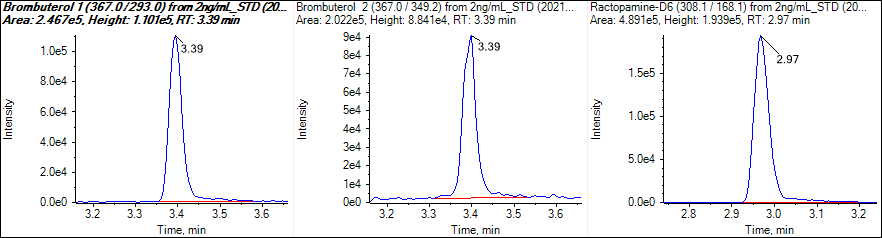 Brombuterol 1 (367.0/293.0) from 2ng/mL_STD (20...
Area: 2.467e5, Height: 1.101e5, RT: 3.39 min
3.39
1.0e5
8.0e4
6.0e4
4.0e4
2.0e4
0.0e0
Intensity
3.2 3.4 3.6
Time, min
Brombuterol 2 (367.0 / 349.2) from 2ng/mL_STD (2021...
Area: 2.022e5, Height: 8.841e4, RT: 3.39 min
3.39
9e4
8e4
7e4
6e4
5e4
4e4
3e4
2e4
1e4
0e0
Intensity
3.2 3.3 3.4 3.5 3.6
Time, min
Ractopamine-D6 (308.1 / 168.1) from 2ng/mL_STD (20...
Area: 4.891e5, Height: 1.939e5, RT: 2.97 min
2.97
1.5e5
1.0e5
5.0e4
0.0e0
Intensity
2.8 2.9 3.0 3.1 3.2
Time, min